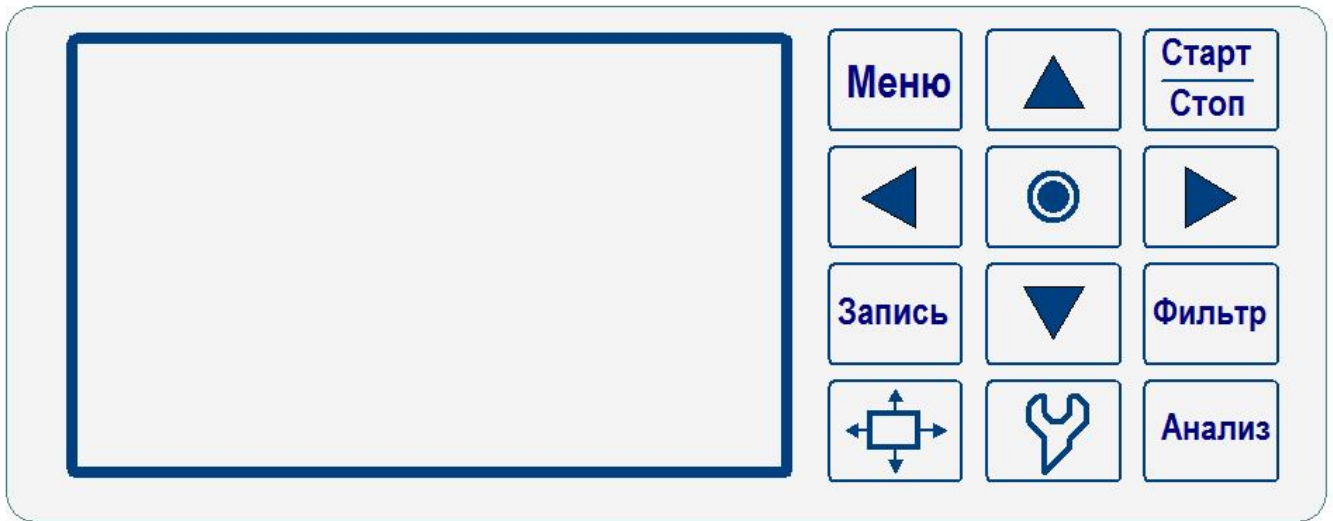 Меню
Старт
Стоп
Запись
Фильтр
Анализ